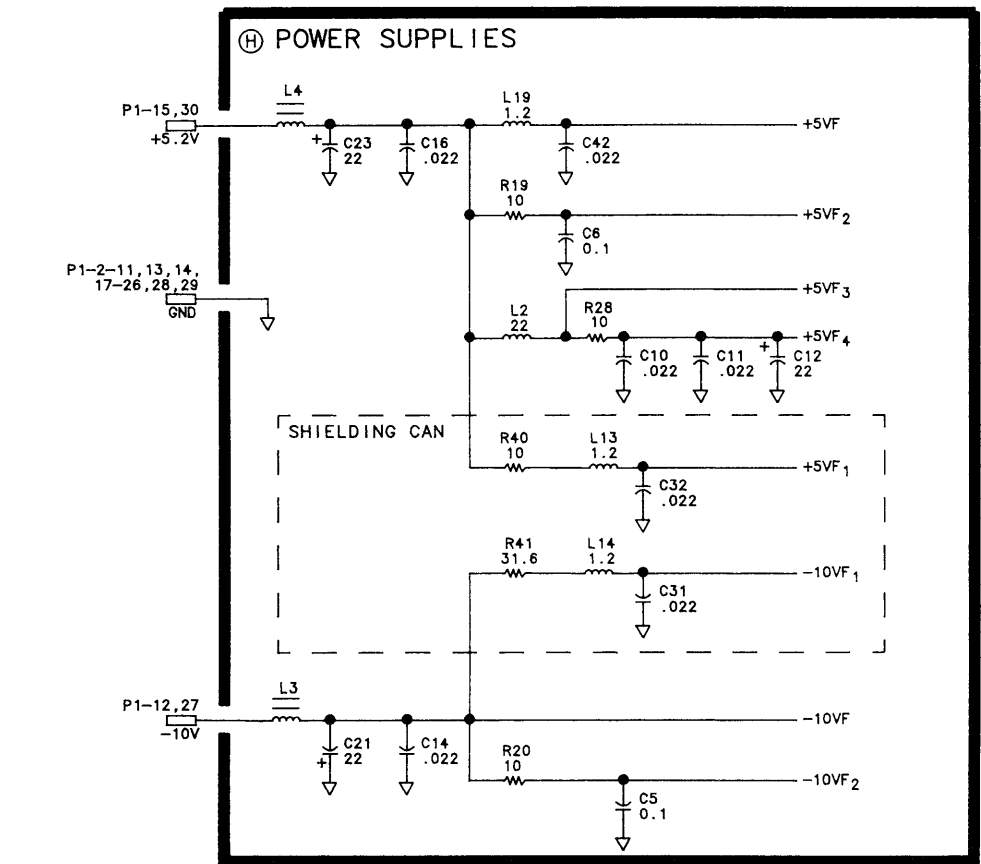 Ⓗ POWER SUPPLIES
P1-15,30
+5.2V
L4
+
C23
22
C16
.022
L19
1.2
C42
.022
+5VF
R19
10
C6
0.1
+5VF2
P1-2-11,13,14,
17-26,28,29
GND
+5VF3
L2
22
R28
10
C10
.022
C11
.022
+
C12
22
+5VF4
SHIELDING CAN
R40
10
L13
1.2
C32
.022
+5VF1
R41
31.6
L14
1.2
C31
.022
-10VF1
P1-12,27
-10V
L3
C21
22
+
C14
.022
-10VF
R20
10
C5
0.1
-10VF2